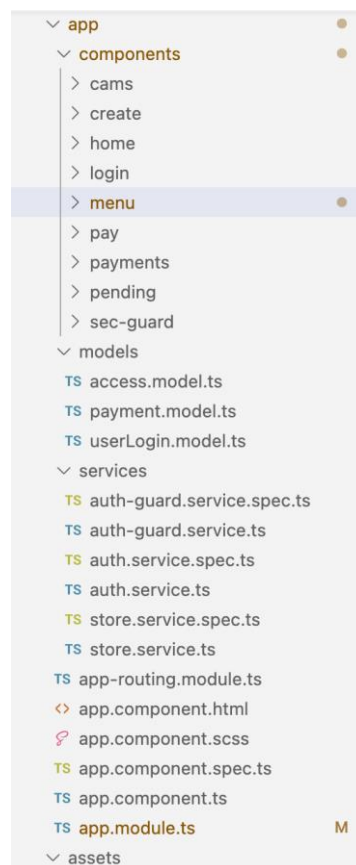 app
components
cams
create
home
login
menu
pay
payments
pending
sec-guard
models
TS access.model.ts
TS payment.model.ts
TS userLogin.model.ts
services
TS auth-guard.service.spec.ts
TS auth-guard.service.ts
TS auth.service.spec.ts
TS auth.service.ts
TS store.service.spec.ts
TS store.service.ts
TS app-routing.module.ts
<> app.component.html
app.component.scss
TS app.component.spec.ts
TS app.component.ts
TS app.module.ts M
assets